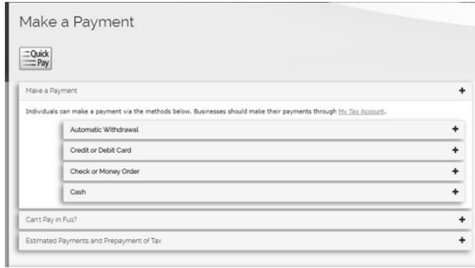 Make a Payment
Quick
Pay
Make a Payment
Individuals can make a payment via the methods below. Businesses should make their payments through My Tax Account.
Automatic Withdrawal
Credit or Debit Card
Check or Money Order
Cash
Can't Pay in Fus?
Estimated Payments and Prepayment of Tax